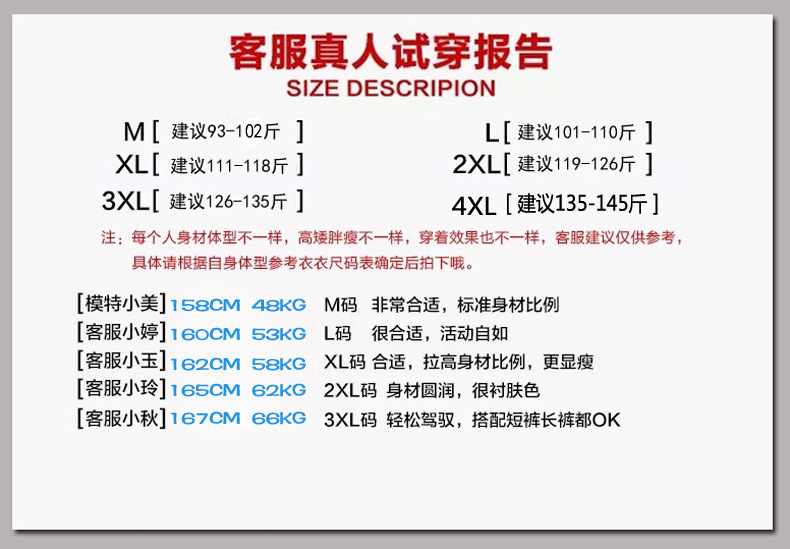 客服真人试穿报告
SIZE DESCRIPION
M[ 建议93-102斤 ] L[ 建议101-110斤 ]
XL[ 建议111-118斤 ] 2XL[ 建议119-126斤 ]
3XL[ 建议126-135斤 ] 4XL [ 建议135-145斤 ]
注：每个人身材体型不一样，高矮胖瘦不一样，穿着效果也不一样，客服建议仅供参考，
具体请根据自身体型参考衣衣尺码表确定后拍下哦。
[模特小美] 158CM 48KG M码 非常合适，标准身材比例
[客服小婷] 160CM 53KG L码 很合适，活动自如
[客服小玉] 162CM 58KG XL码 合适，拉高身材比例，更显瘦
[客服小玲] 165CM 62KG 2XL码 身材圆润，很衬肤色
[客服小秋] 167CM 66KG 3XL码 轻松驾驭，搭配短裤长裤都OK